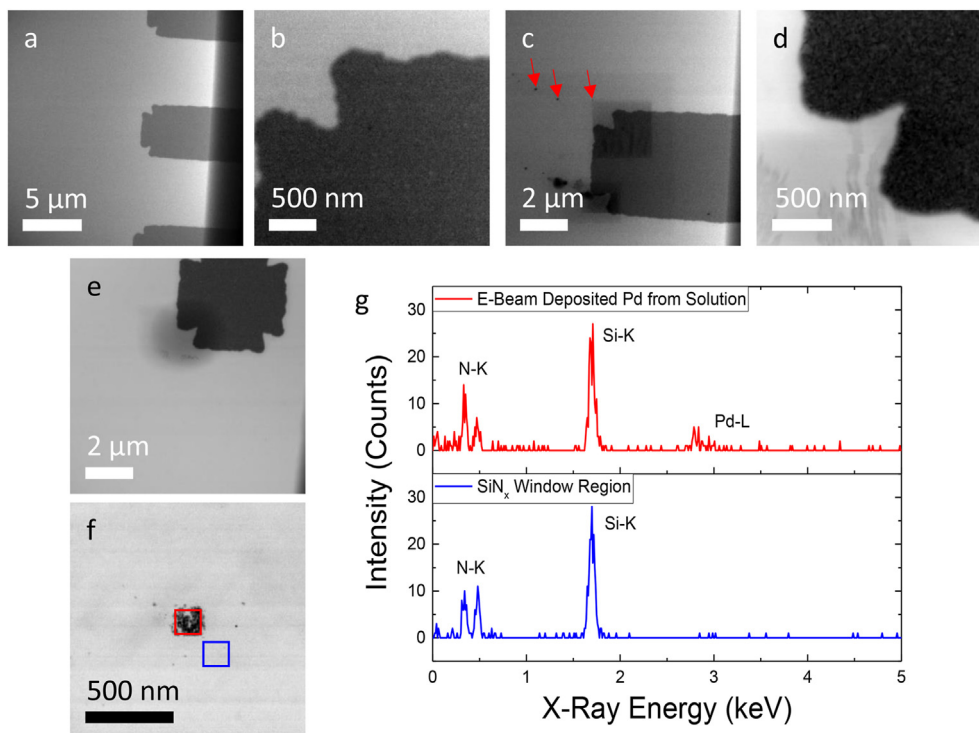 a
5 µm
b
500 nm
c
2 µm
d
500 nm
e
2 µm
f
500 nm
g
E-Beam Deposited Pd from Solution
Si-K
N-K
Pd-L
30
20
10
0
SiNx Window Region
Si-K
N-K
30
20
10
0
Intensity (Counts)
0 1 2 3 4 5
X-Ray Energy (keV)